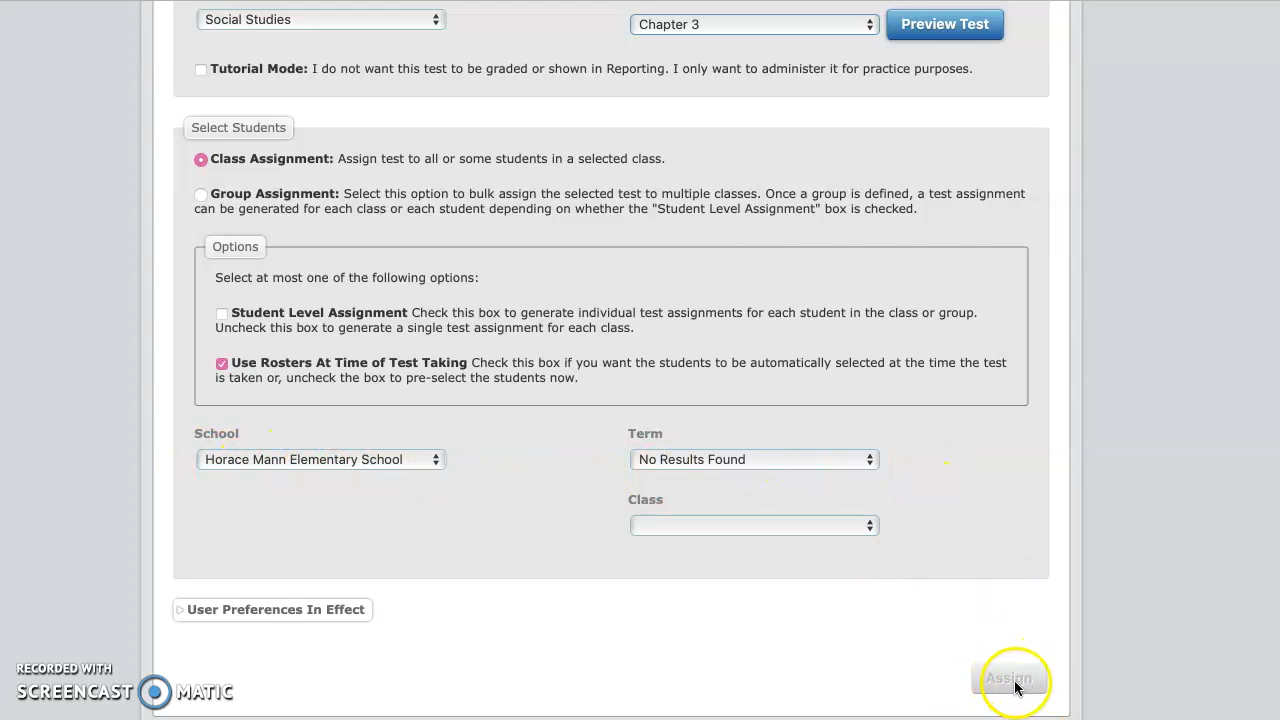 Social Studies
Chapter 3
Preview Test
Tutorial Mode: I do not want this test to be graded or shown in Reporting. I only want to administer it for practice purposes.
Select Students
Class Assignment: Assign test to all or some students in a selected class.
Group Assignment: Select this option to bulk assign the selected test to multiple classes. Once a group is defined, a test assignment
can be generated for each class or each student depending on whether the "Student Level Assignment" box is checked.
Options
Select at most one of the following options:
Student Level Assignment Check this box to generate individual test assignments for each student in the class or group.
Uncheck this box to generate a single test assignment for each class.
Use Rosters At Time of Test Taking Check this box if you want the students to be automatically selected at the time the test
is taken or, uncheck the box to pre-select the students now.
School
Term
Horace Mann Elementary School
No Results Found
Class
User Preferences In Effect
Assign
RECORDED WITH
SCREENCAST MATIC